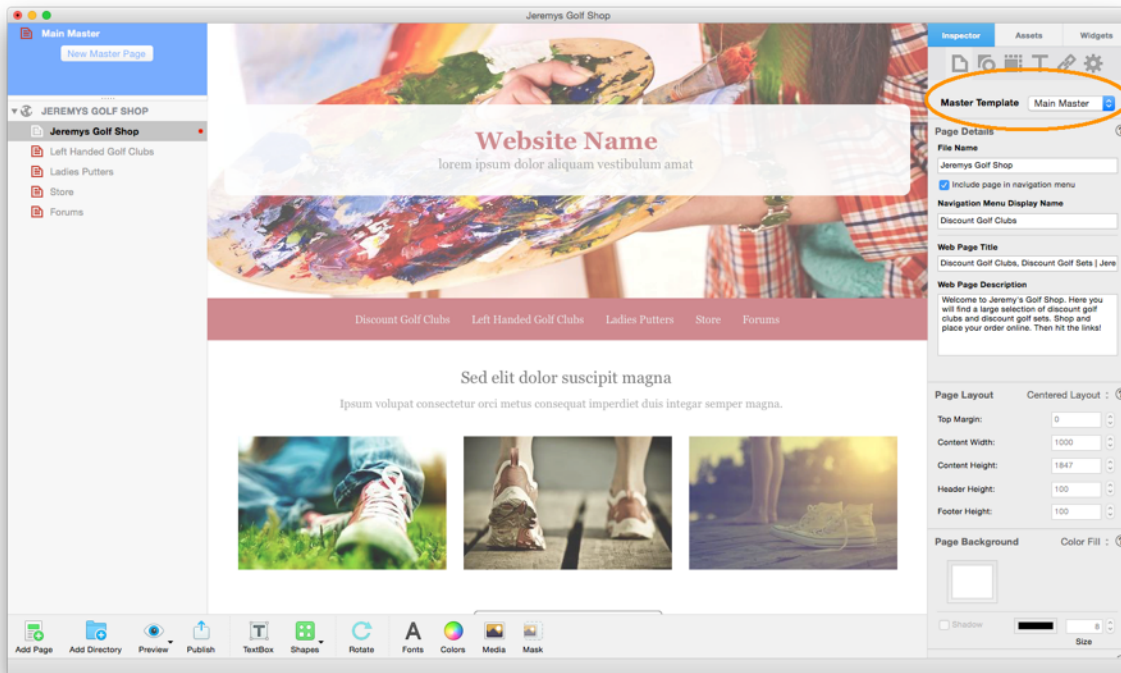 Jeremys Golf Shop
Main Master
New Master Page
JEREMYS GOLF SHOP
Jeremys Golf Shop
Left Handed Golf Clubs
Ladies Putters
Store
Forums
Website Name
lorem ipsum dolor aliquam vestibulum amat
Discount Golf Clubs Left Handed Golf Clubs Ladies Putters Store Forums
Sed elit dolor suscipit magna
Ipsum volupat consectetur orci metus consequat imperdiet duis integar semper magna.
Inspector Assets Widgets
Master Template Main Master
Page Details ?
File Name
Jeremys Golf Shop
Include page in navigation menu
Navigation Menu Display Name
Discount Golf Clubs
Web Page Title
Discount Golf Clubs, Discount Golf Sets | Jere
Web Page Description
Welcome to Jeremy's Golf Shop. Here you
will find a large selection of discount golf
clubs and discount golf sets. Shop and
place your order online. Then hit the links!
Page Layout Centered Layout : ?
Top Margin: 0
Content Width: 1000
Content Height: 1847
Header Height: 100
Footer Height: 100
Page Background Color Fill : ?
Shadow 8
Size
Add Page Add Directory Preview Publish T TextBox Shapes Rotate A Fonts Colors Media Mask